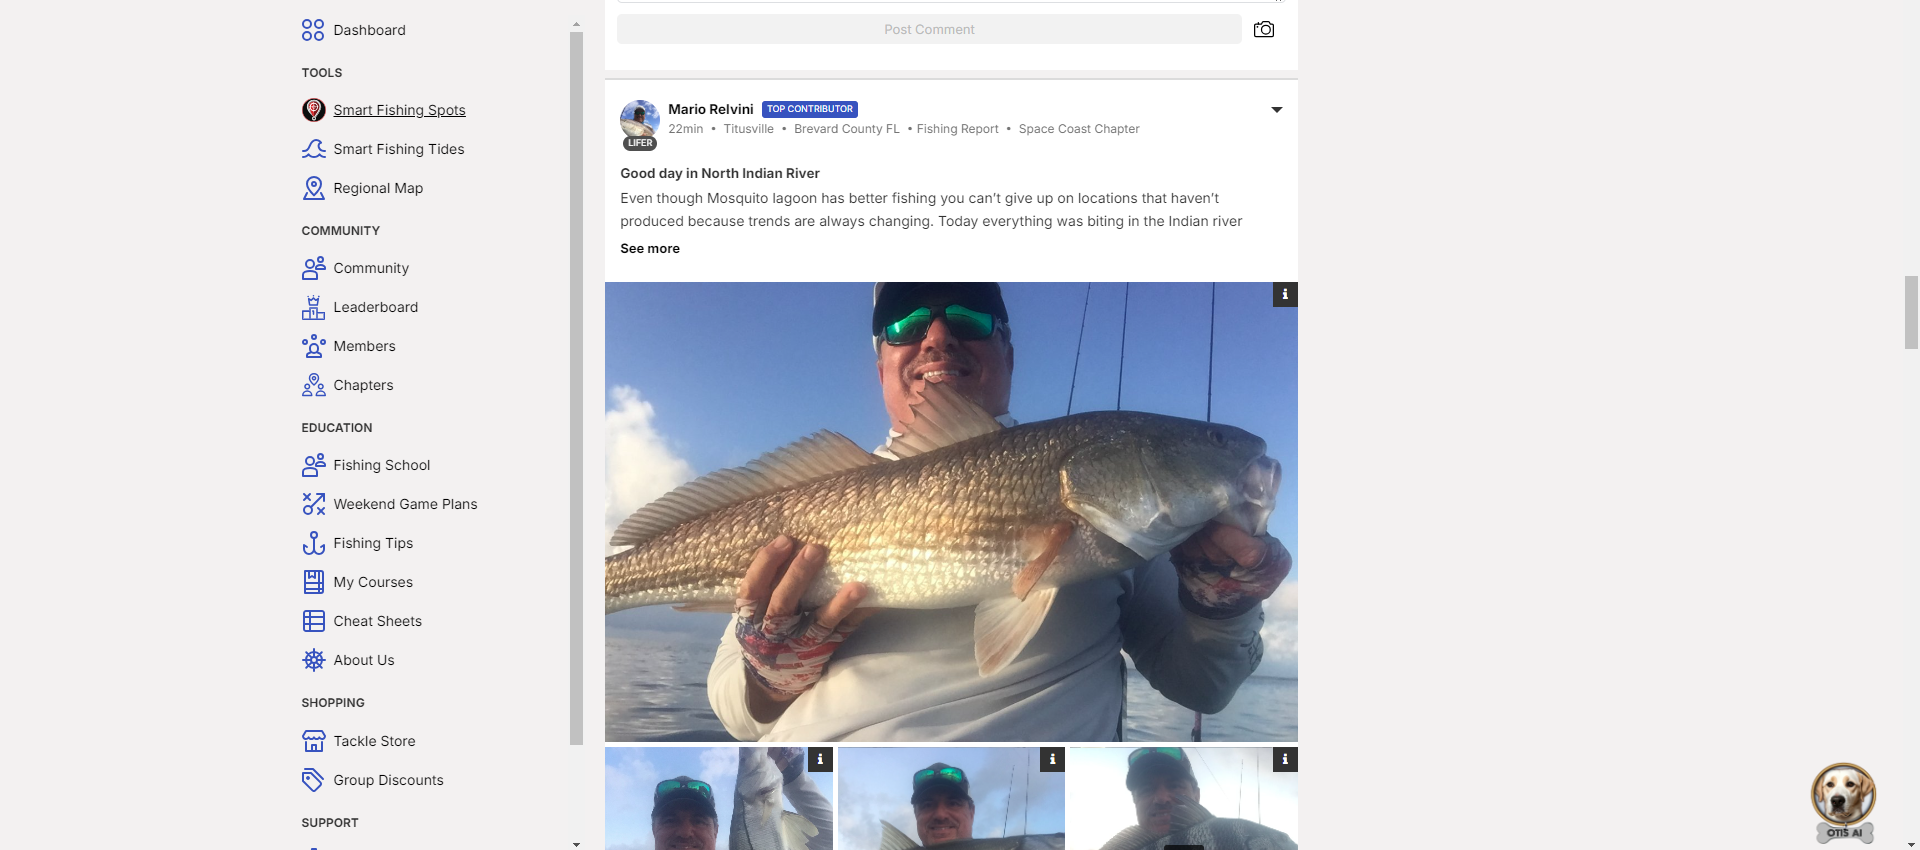 Dashboard
TOOLS
Smart Fishing Spots
Smart Fishing Tides
Regional Map
COMMUNITY
Community
Leaderboard
Members
Chapters
EDUCATION
Fishing School
Weekend Game Plans
Fishing Tips
My Courses
Cheat Sheets
About Us
SHOPPING
Tackle Store
Group Discounts
SUPPORT
Post Comment
Mario Relvini TOP CONTRIBUTOR
22min • Titusville • Brevard County FL • Fishing Report • Space Coast Chapter
LIFER
Good day in North Indian River
Even though Mosquito lagoon has better fishing you can’t give up on locations that haven’t
produced because trends are always changing. Today everything was biting in the Indian river
See more
i
i
i
i
OTIS AI